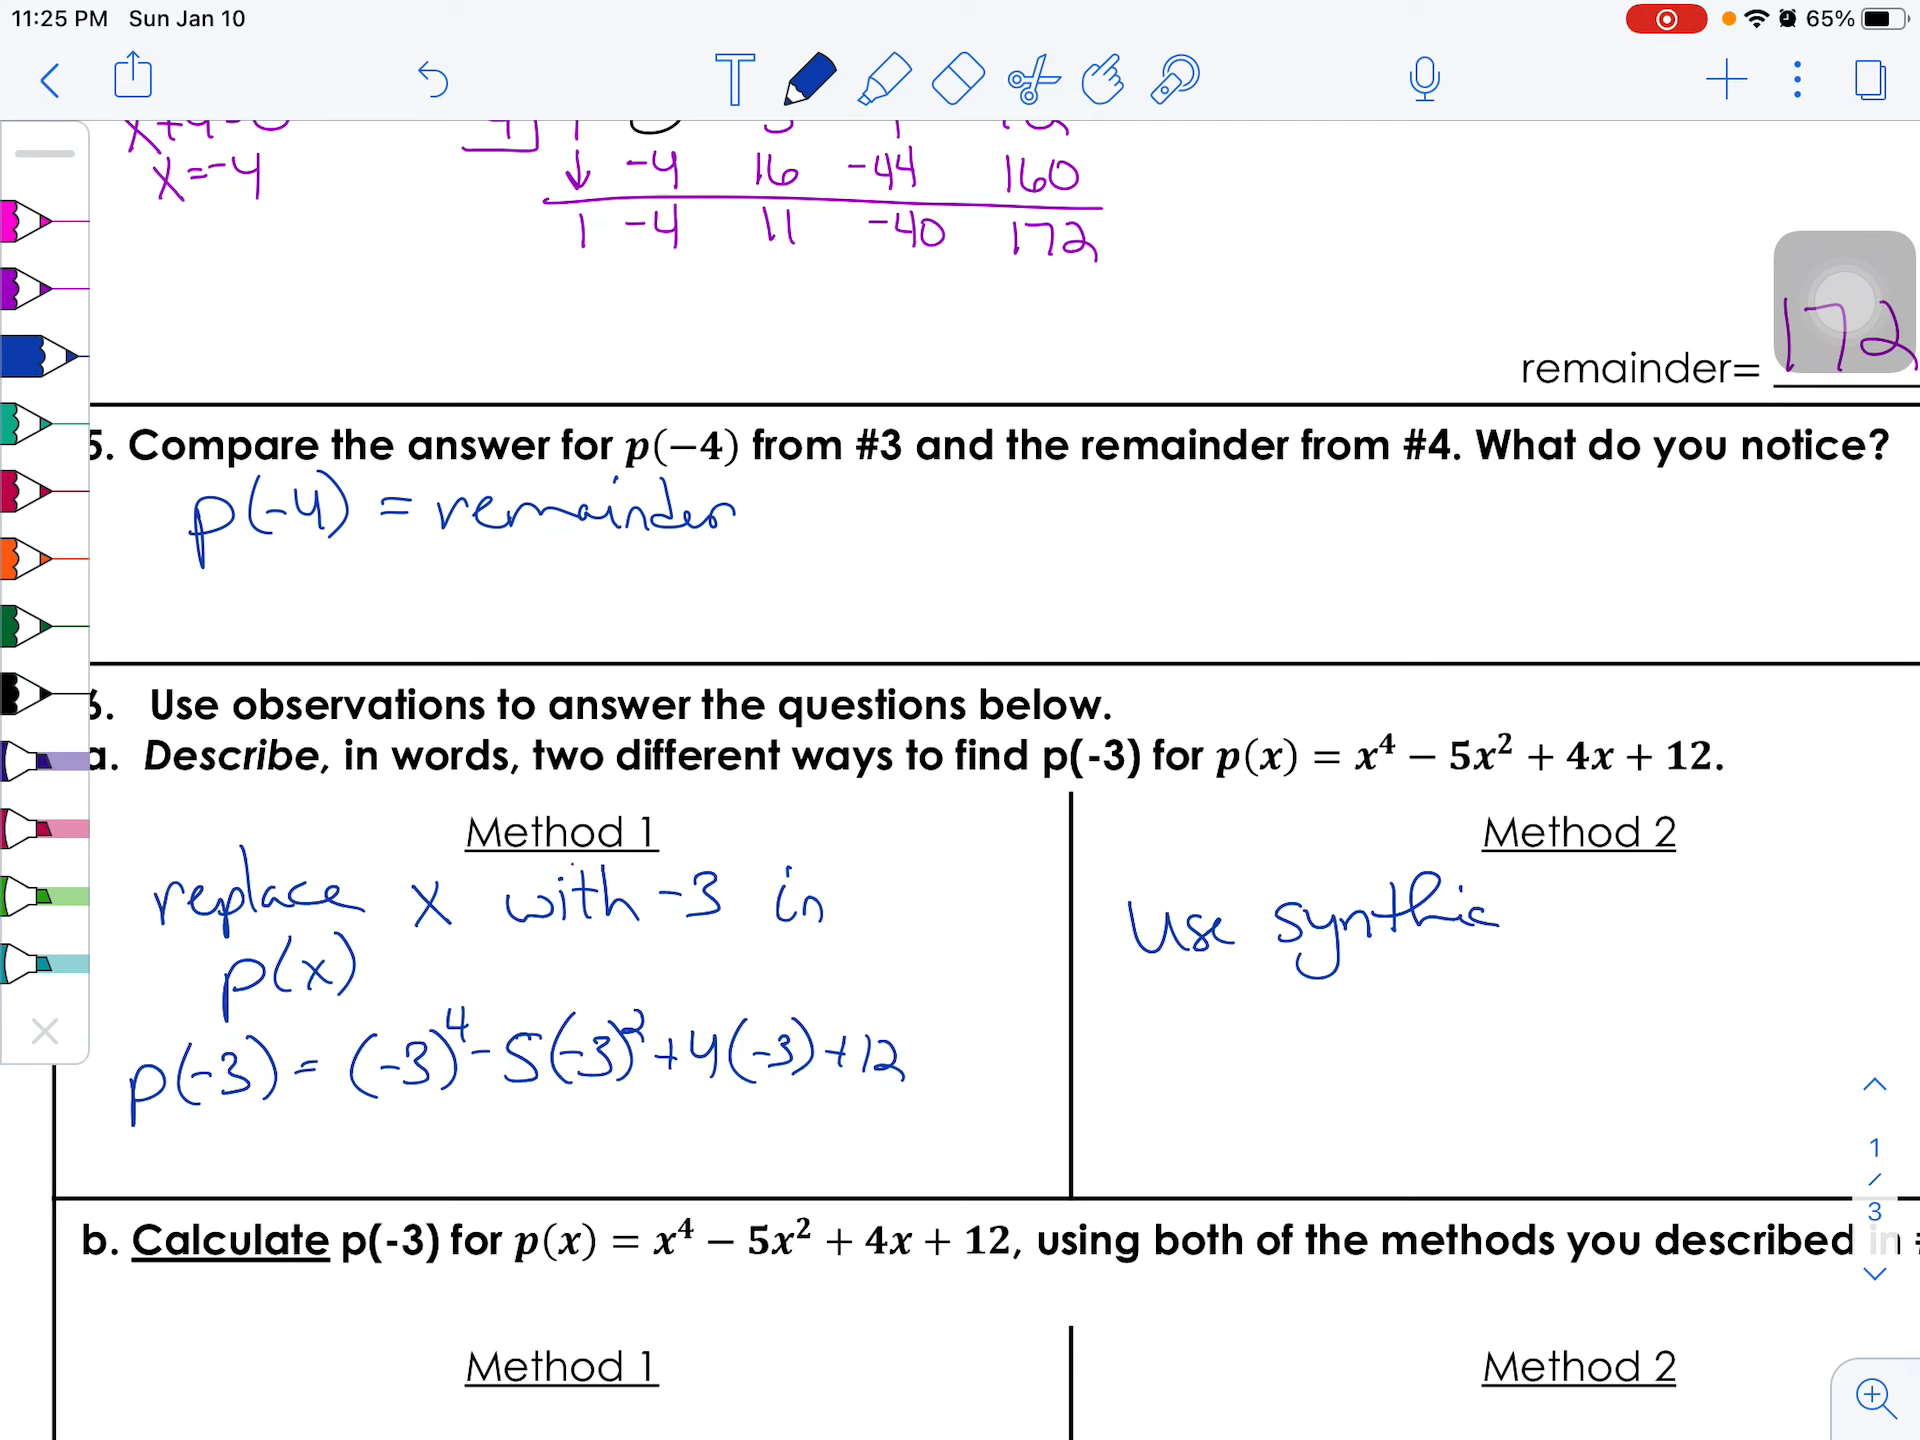 11:25 PM Sun Jan 10 65%
x=-4
-4 16 -44 160
1 -4 11 -40 172
remainder= 172
5. Compare the answer for p(−4) from #3 and the remainder from #4. What do you notice?
p(-4) = remainder
6. Use observations to answer the questions below.
a. Describe, in words, two different ways to find p(-3) for p(x) = x⁴ − 5x² + 4x + 12.
Method 1
replace x with -3 in
p(x)
p(-3) = (-3)⁴ - 5(-3)² + 4(-3) + 12
Method 2
Use synthic
1
/
3
b. Calculate p(-3) for p(x) = x⁴ − 5x² + 4x + 12, using both of the methods you described in
Method 1
Method 2